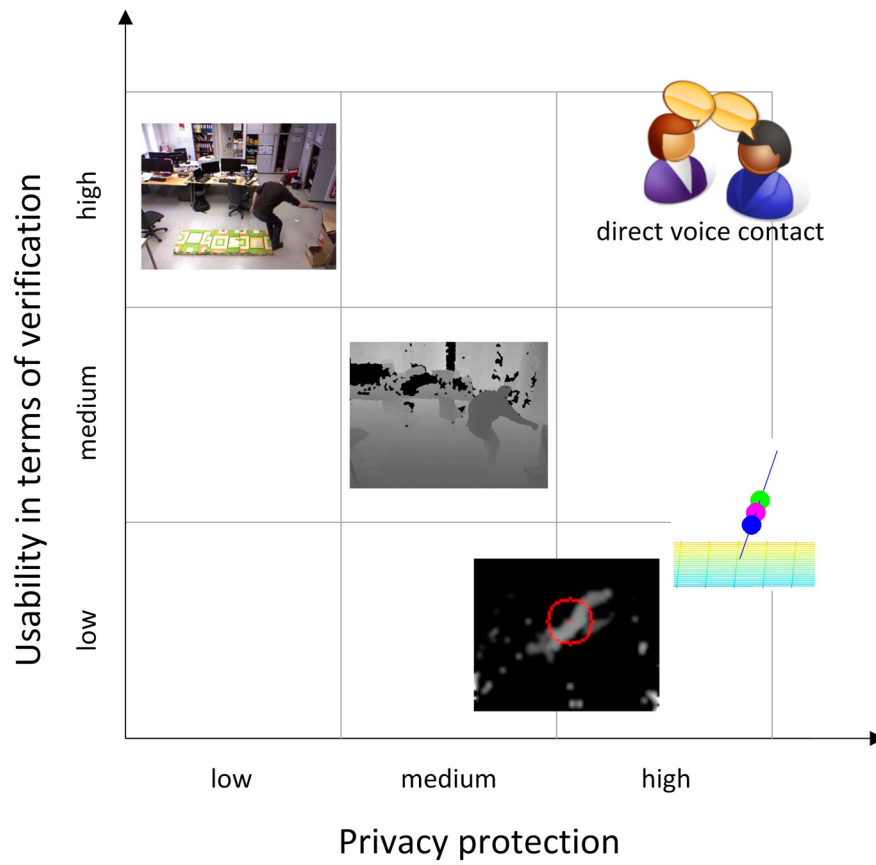 Usability in terms of verification
high
medium
low
direct voice contact
low
medium
high
Privacy protection